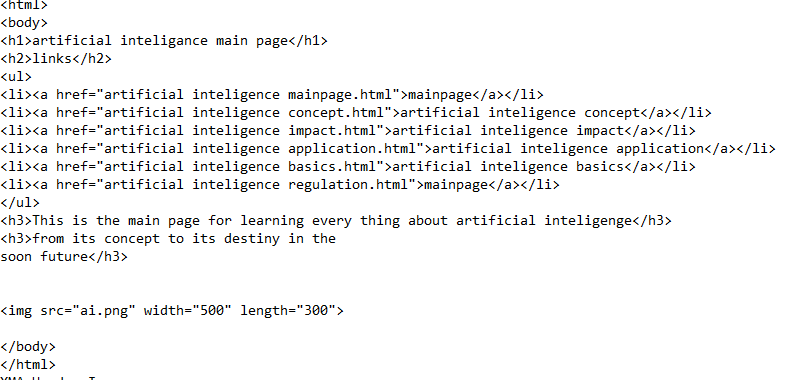 <html>
<body>
<h1>artificial inteligance main page</h1>
<h2>links</h2>
<ul>
<li><a href="artificial inteligence mainpage.html">mainpage</a></li>
<li><a href="artificial inteligence concept.html">artificial inteligence concept</a></li>
<li><a href="artificial inteligence impact.html">artificial inteligence impact</a></li>
<li><a href="artificial inteligence application.html">artificial inteligence application</a></li>
<li><a href="artificial inteligence basics.html">artificial inteligence basics</a></li>
<li><a href="artificial inteligence regulation.html">mainpage</a></li>
</ul>
<h3>This is the main page for learning every thing about artificial inteligenge</h3>
<h3>from its concept to its destiny in the
soon future</h3>
<img src="ai.png" width="500" length="300">
</body>
</html>